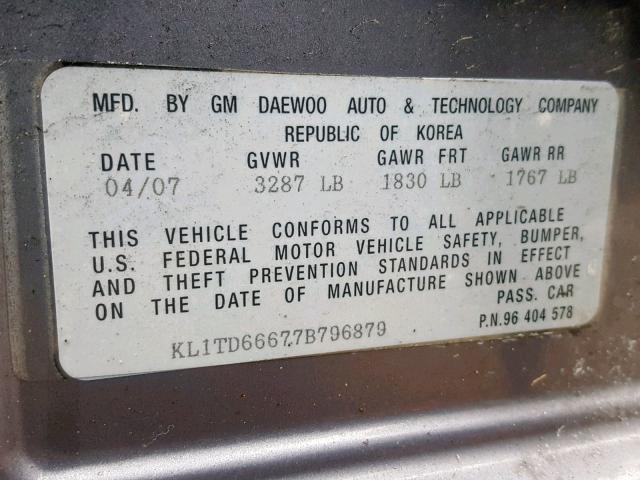 MFD. BY GM DAEWOO AUTO & TECHNOLOGY COMPANY
REPUBLIC OF KOREA
DATE GVWR GAWR FRT GAWR RR
04/07 3287 LB 1830 LB 1767 LB
THIS VEHICLE CONFORMS TO ALL APPLICABLE
U.S. FEDERAL MOTOR VEHICLE SAFETY, BUMPER,
AND THEFT PREVENTION STANDARDS IN EFFECT
ON THE DATE OF MANUFACTURE SHOWN ABOVE
PASS. CAR
KL1TD66677B796879 P.N.96 404 578